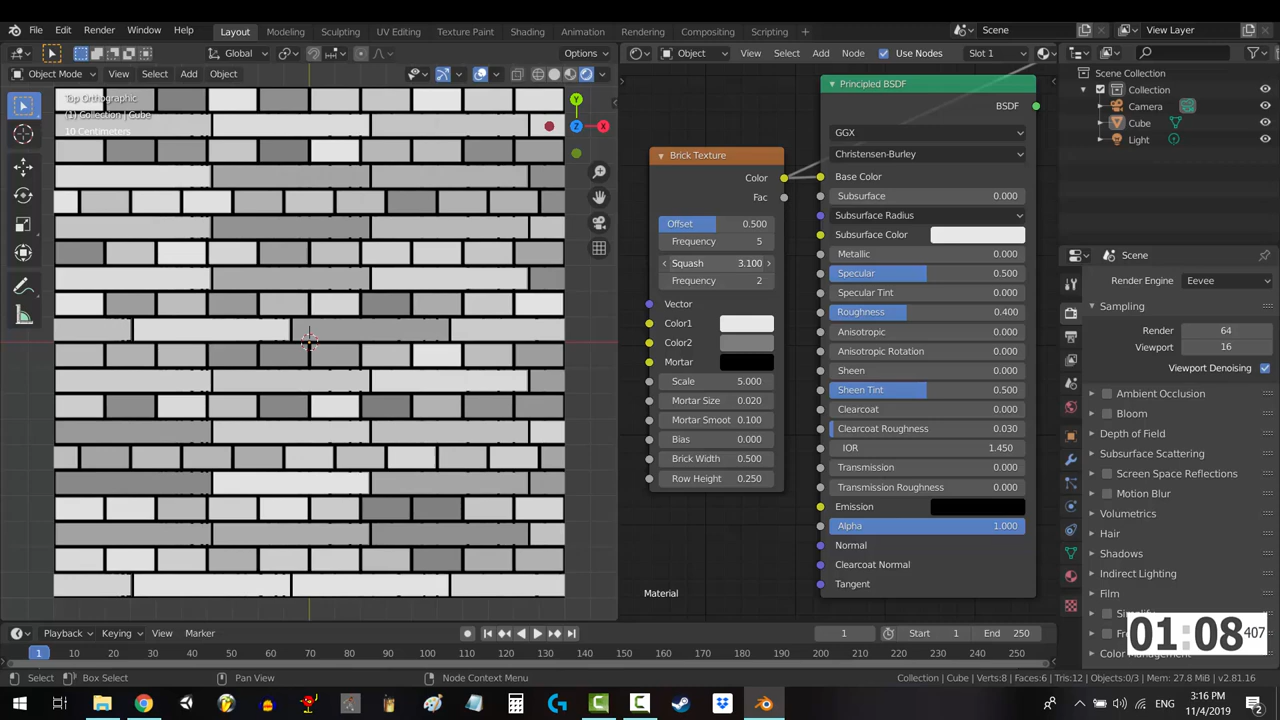 File Edit Render Window Help
Layout Modeling Sculpting UV Editing Texture Paint Shading Animation Rendering Compositing Scripting
Scene
View Layer
Global
Options
Object
View Select Add Node
Use Nodes
Slot 1
Object Mode
View Select Add Object
Top Orthographic
(1) Collection | Cube
10 Centimeters
Y
Z
X
Brick Texture
Color
Fac
Offset 0.500
Frequency 5
Squash 3.100
Frequency 2
Vector
Color1
Color2
Mortar
Scale 5.000
Mortar Size 0.020
Mortar Smoot 0.100
Bias 0.000
Brick Width 0.500
Row Height 0.250
Material
Principled BSDF
BSDF
GGX
Christensen-Burley
Base Color
Subsurface 0.000
Subsurface Radius
Subsurface Color
Metallic 0.000
Specular 0.500
Specular Tint 0.000
Roughness 0.400
Anisotropic 0.000
Anisotropic Rotation 0.000
Sheen 0.000
Sheen Tint 0.500
Clearcoat 0.000
Clearcoat Roughness 0.030
IOR 1.450
Transmission 0.000
Transmission Roughness 0.000
Emission
Alpha 1.000
Normal
Clearcoat Normal
Tangent
Scene Collection
Collection
Camera
Cube
Light
Scene
Render Engine Eevee
Sampling
Render 64
Viewport 16
Viewport Denoising
Ambient Occlusion
Bloom
Depth of Field
Subsurface Scattering
Screen Space Reflections
Motion Blur
Volumetrics
Hair
Shadows
Indirect Lighting
Film
01:08 407
Playback Keying View Marker
1
Start 1
End 250
1 10 20 30 40 50 60 70 80 90 100 110 120 130 140 150 160 170 180 190 200 210 220 230 240 250
Select
Box Select
Pan View
Node Context Menu
Collection | Cube | Verts:8 | Faces:6 | Tris:12 | Objects:0/3 | Mem: 27.8 MiB | v2.81.16
ENG
3:16 PM
11/4/2019